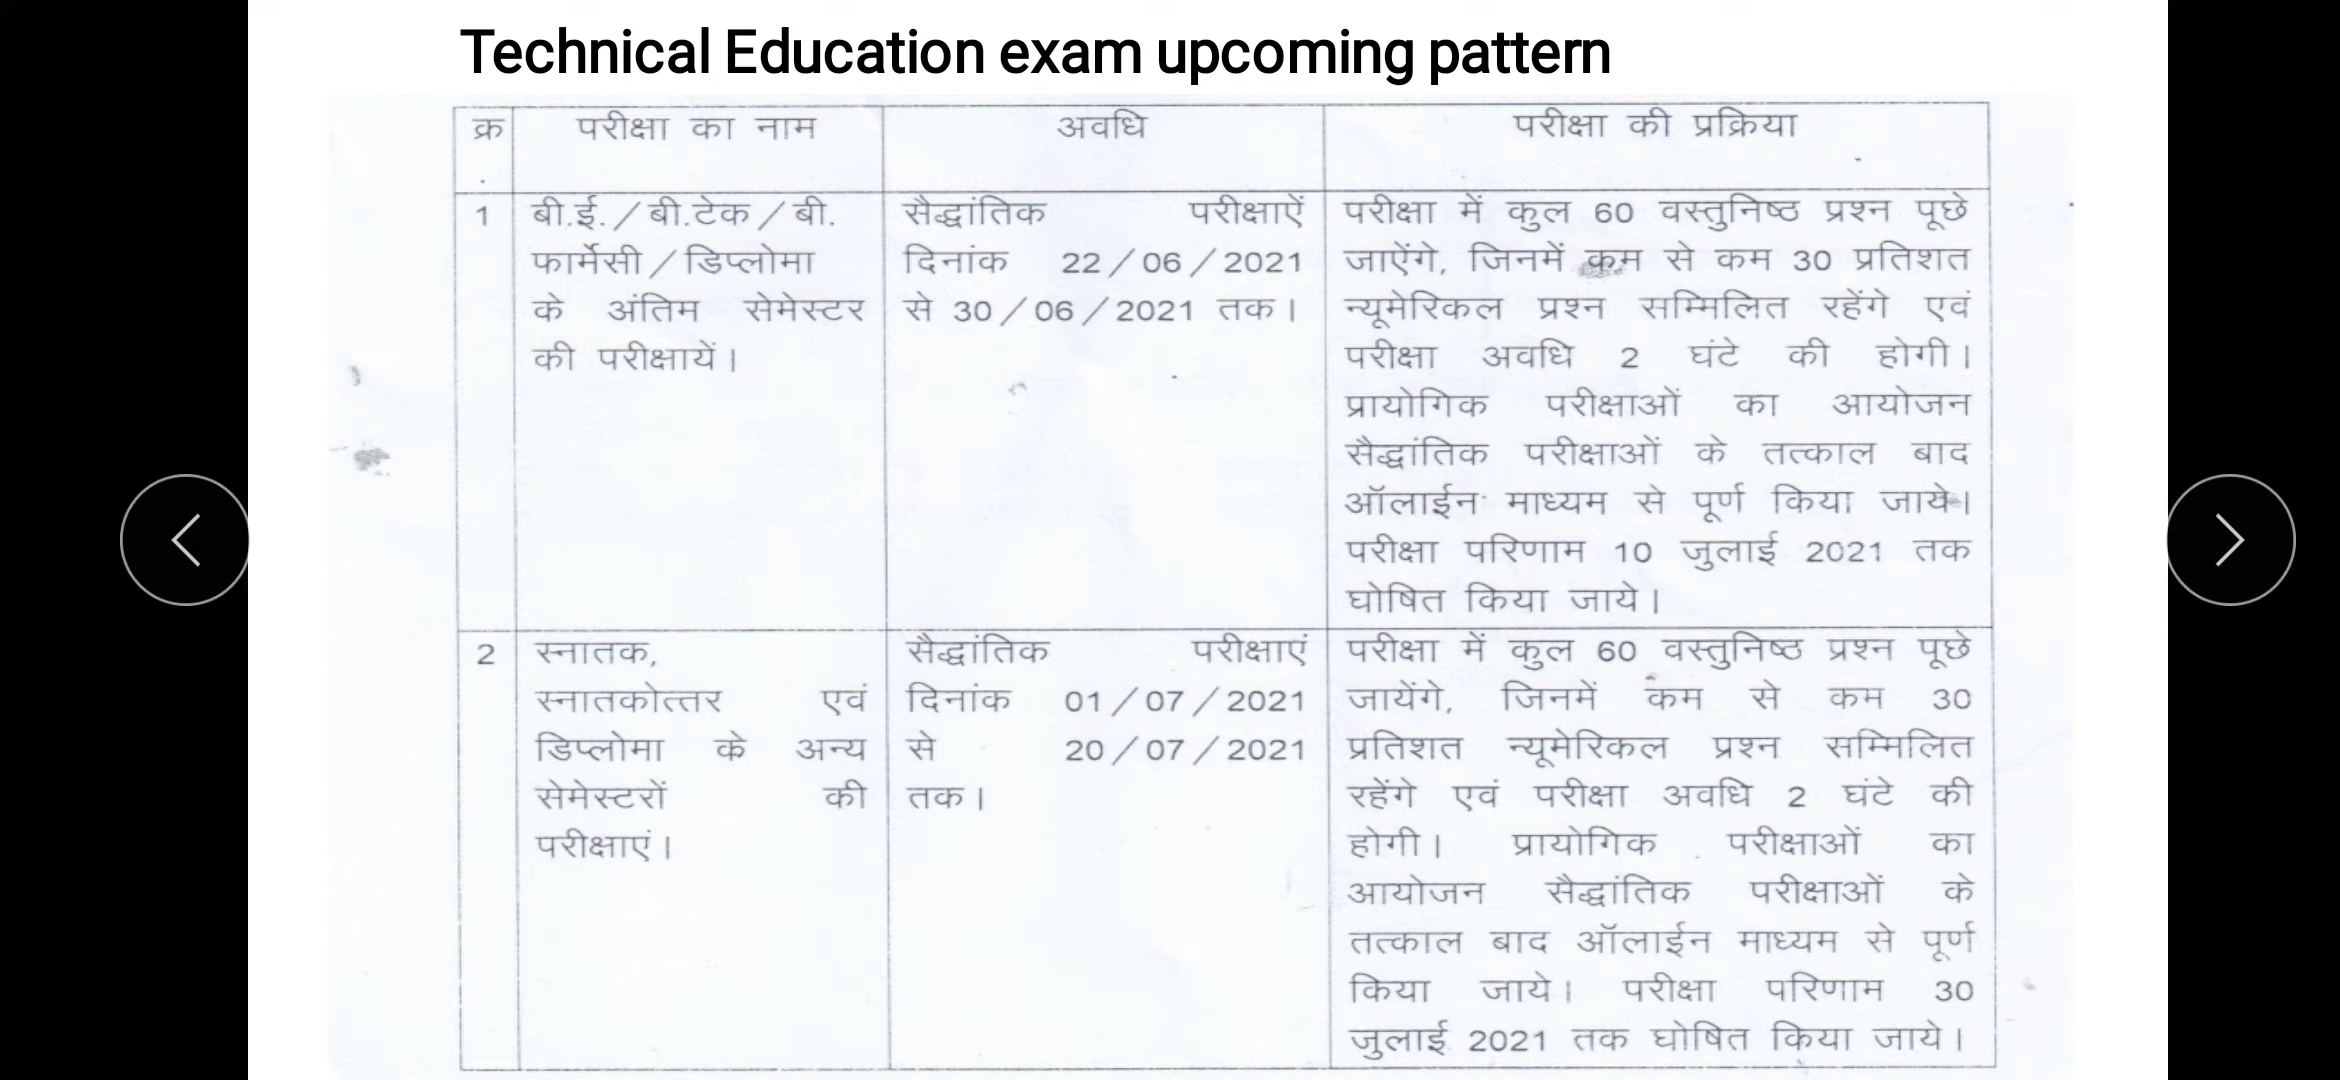 Technical Education exam upcoming pattern
क्र. परीक्षा का नाम अवधि परीक्षा की प्रक्रिया
1
बी.ई./बी.टेक/बी.
फार्मेसी/डिप्लोमा
के अंतिम सेमेस्टर
की परीक्षायें।
सैद्धांतिक परीक्षाऐं
दिनांक 22/06/2021
से 30/06/2021 तक।
परीक्षा में कुल 60 वस्तुनिष्ठ प्रश्न पूछे
जाऐंगे, जिनमें कम से कम 30 प्रतिशत
न्यूमेरिकल प्रश्न सम्मिलित रहेंगे एवं
परीक्षा अवधि 2 घंटे की होगी।
प्रायोगिक परीक्षाओं का आयोजन
सैद्धांतिक परीक्षाओं के तत्काल बाद
ऑलाईन माध्यम से पूर्ण किया जाये।
परीक्षा परिणाम 10 जुलाई 2021 तक
घोषित किया जाये।
2
स्नातक,
स्नातकोत्तर एवं
डिप्लोमा के अन्य
सेमेस्टरों की
परीक्षाएं।
सैद्धांतिक परीक्षाएं
दिनांक 01/07/2021
से 20/07/2021
तक।
परीक्षा में कुल 60 वस्तुनिष्ठ प्रश्न पूछे
जायेंगे, जिनमें कम से कम 30
प्रतिशत न्यूमेरिकल प्रश्न सम्मिलित
रहेंगे एवं परीक्षा अवधि 2 घंटे की
होगी। प्रायोगिक परीक्षाओं का
आयोजन सैद्धांतिक परीक्षाओं के
तत्काल बाद ऑलाईन माध्यम से पूर्ण
किया जाये। परीक्षा परिणाम 30
जुलाई 2021 तक घोषित किया जाये।